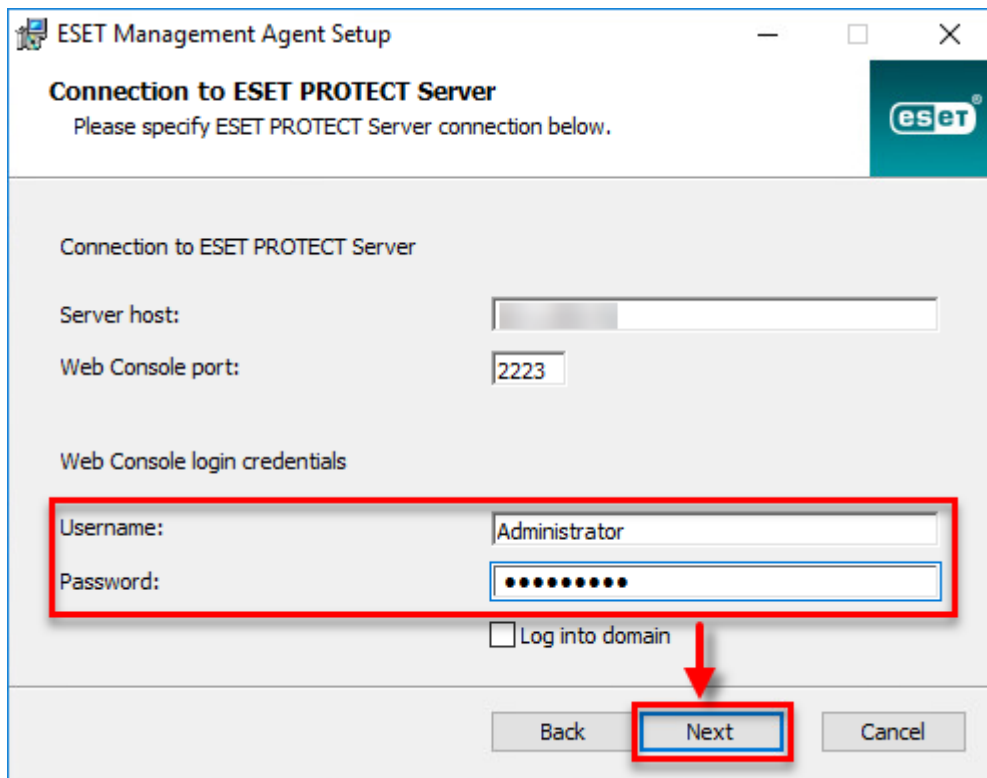 ESET Management Agent Setup
Connection to ESET PROTECT Server
Please specify ESET PROTECT Server connection below.
eset®
Connection to ESET PROTECT Server
Server host:
Web Console port: 2223
Web Console login credentials
Username: Administrator
Password: •••••••••
Log into domain
Back Next Cancel